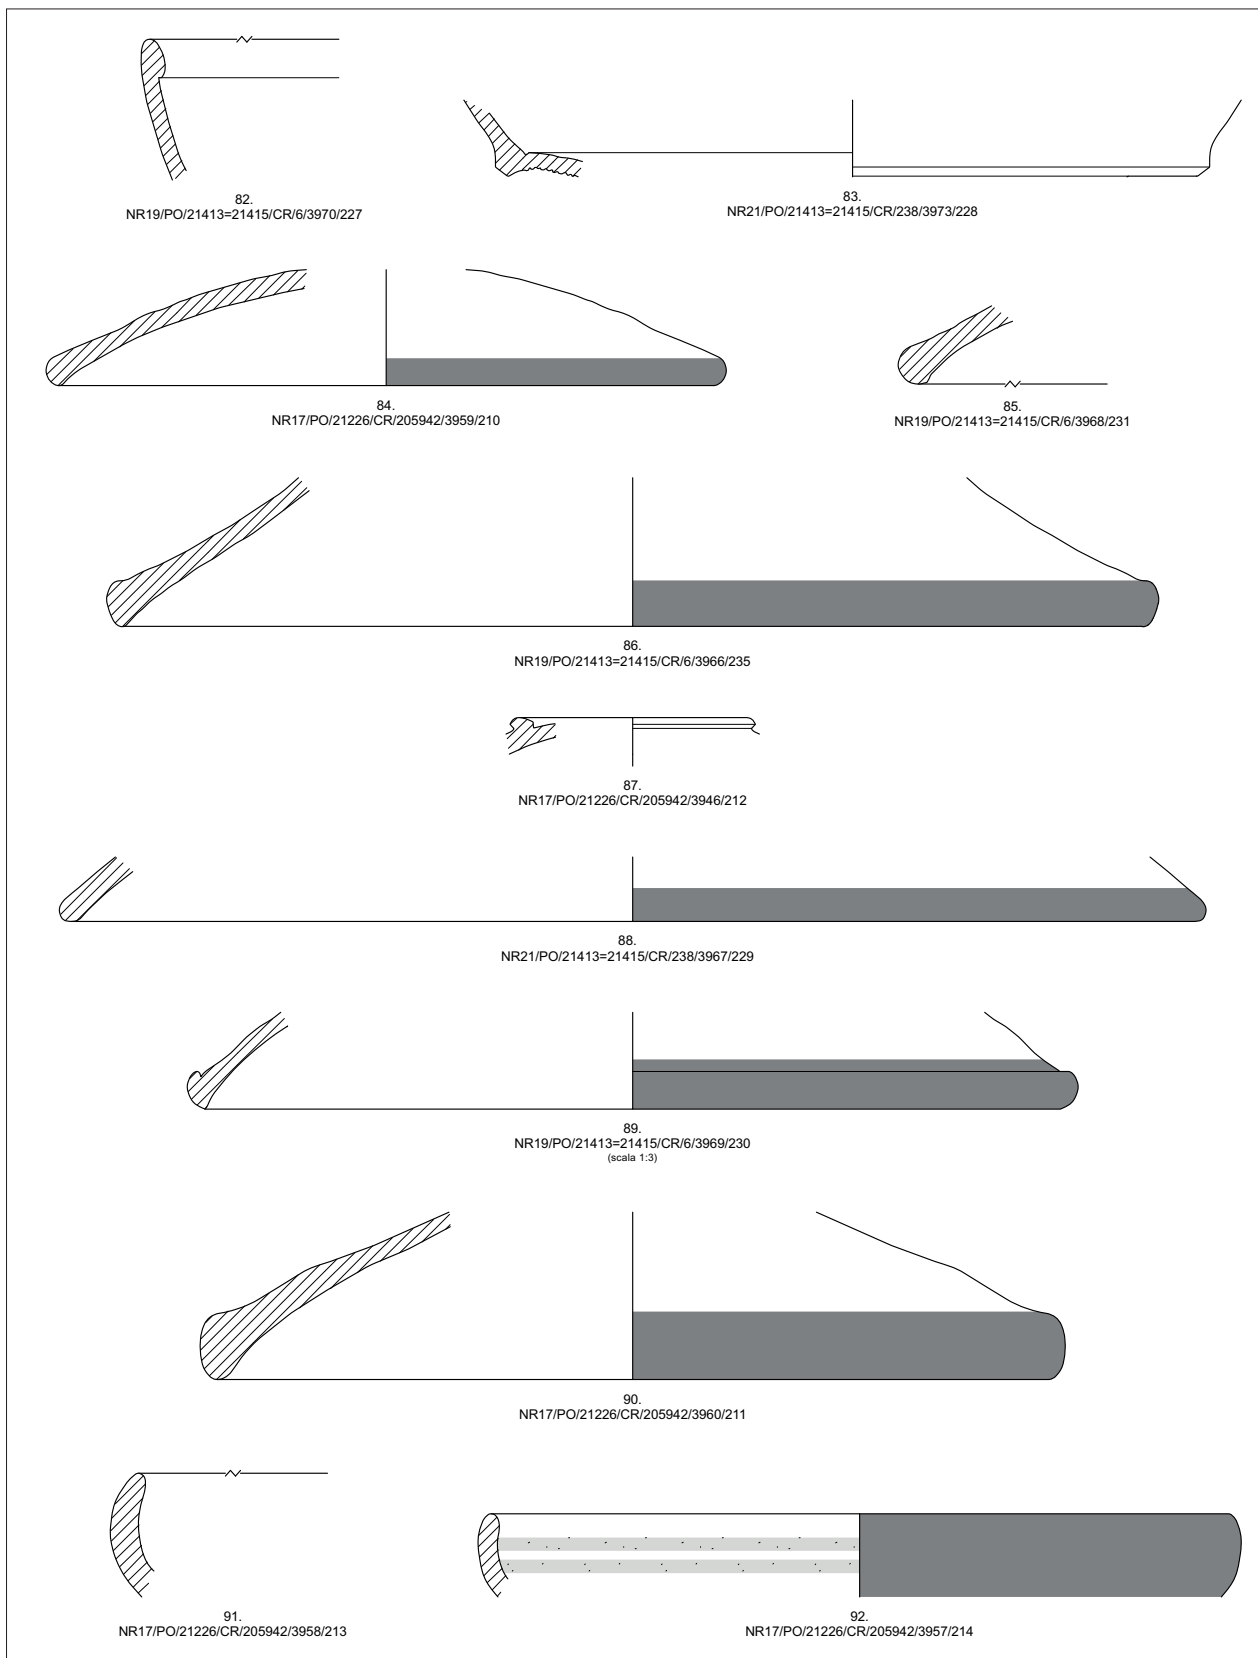 82.
NR19/PO/21413=21415/CR/6/3970/227
83.
NR21/PO/21413=21415/CR/238/3973/228
84.
NR17/PO/21226/CR/205942/3959/210
85.
NR19/PO/21413=21415/CR/6/3968/231
86.
NR19/PO/21413=21415/CR/6/3966/235
87.
NR17/PO/21226/CR/205942/3946/212
88.
NR21/PO/21413=21415/CR/238/3967/229
89.
NR19/PO/21413=21415/CR/6/3969/230
(scala 1:3)
90.
NR17/PO/21226/CR/205942/3960/211
91.
NR17/PO/21226/CR/205942/3958/213
92.
NR17/PO/21226/CR/205942/3957/214